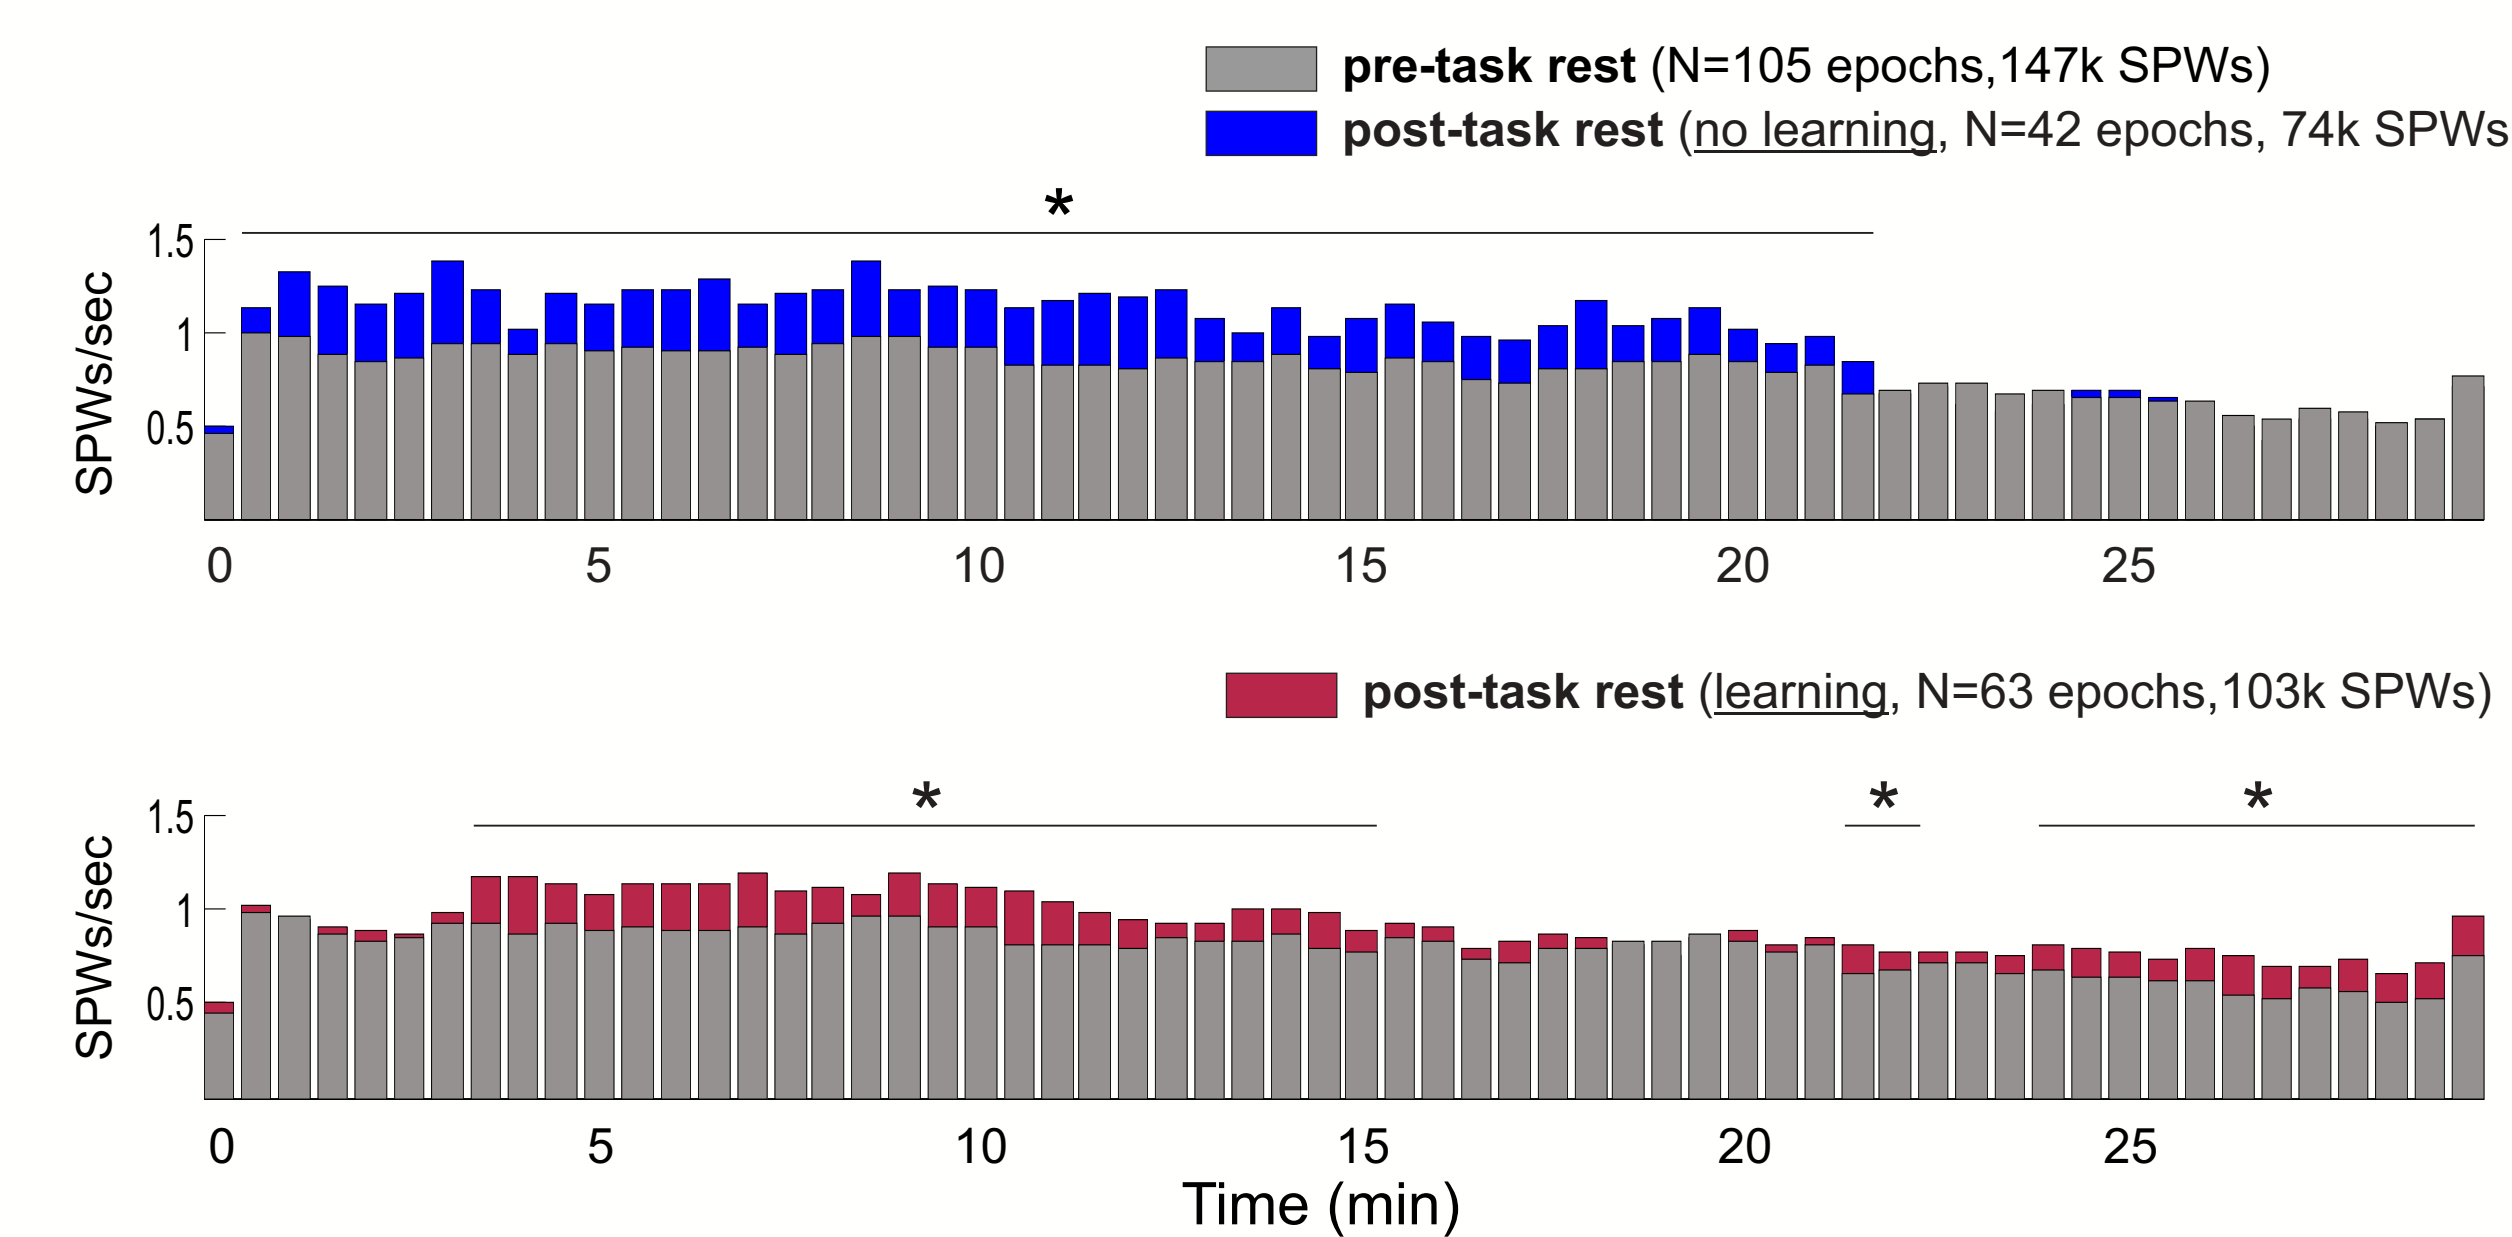 pre-task rest (N=105 epochs,147k SPWs)
post-task rest (no learning, N=42 epochs, 74k SPWs
*
1.5
1
0.5
SPWs/sec
0 5 10 15 20 25
post-task rest (learning, N=63 epochs,103k SPWs)
* * *
1.5
1
0.5
SPWs/sec
0 5 10 15 20 25
Time (min)